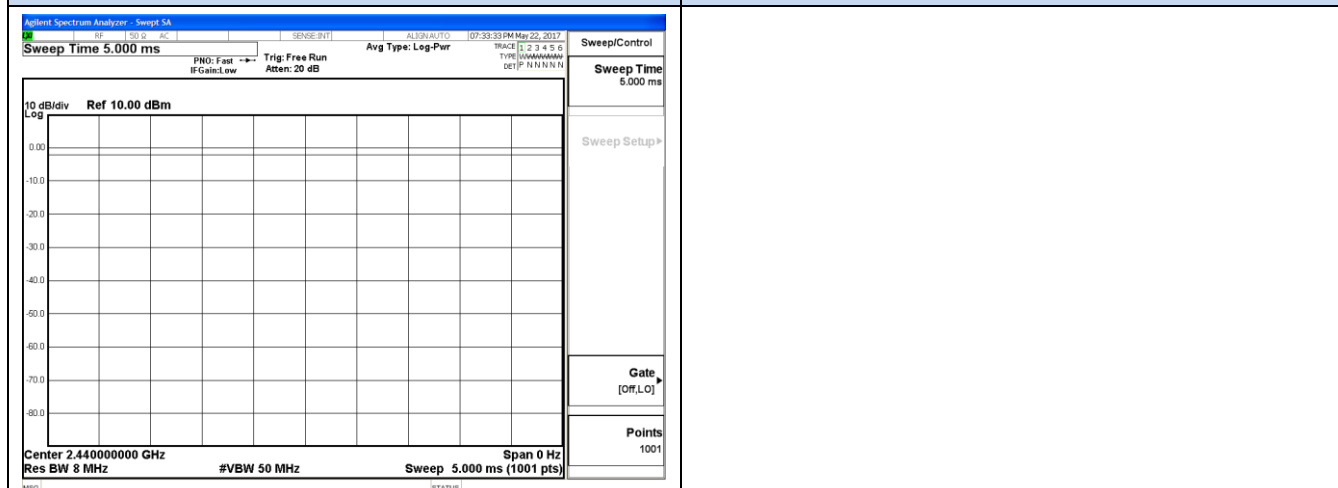 Agilent Spectrum Analyzer - Swept SA
RF 50 Ω AC SENSE:INT ALIGNAUTO 07:33:33 PM May 22, 2017
Sweep Time 5.000 ms
PNO: Fast
IFGain:Low
Trig: Free Run
Atten: 20 dB
Avg Type: Log-Pwr
TRACE 1 2 3 4 5 6
TYPE WWWWWW
DET P N N N N N
Sweep/Control
Sweep Time
5.000 ms
Sweep Setup
Gate
[Off,LO]
Points
1001
10 dB/div Ref 10.00 dBm
Log
0.00
-10.0
-20.0
-30.0
-40.0
-50.0
-60.0
-70.0
-80.0
Center 2.440000000 GHz Span 0 Hz
Res BW 8 MHz #VBW 50 MHz Sweep 5.000 ms (1001 pts)
MSG STATUS